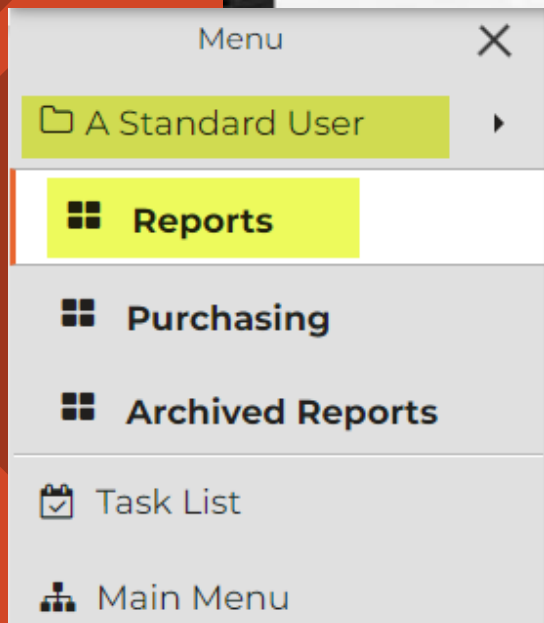 Menu
A Standard User
Reports
Purchasing
Archived Reports
Task List
Main Menu